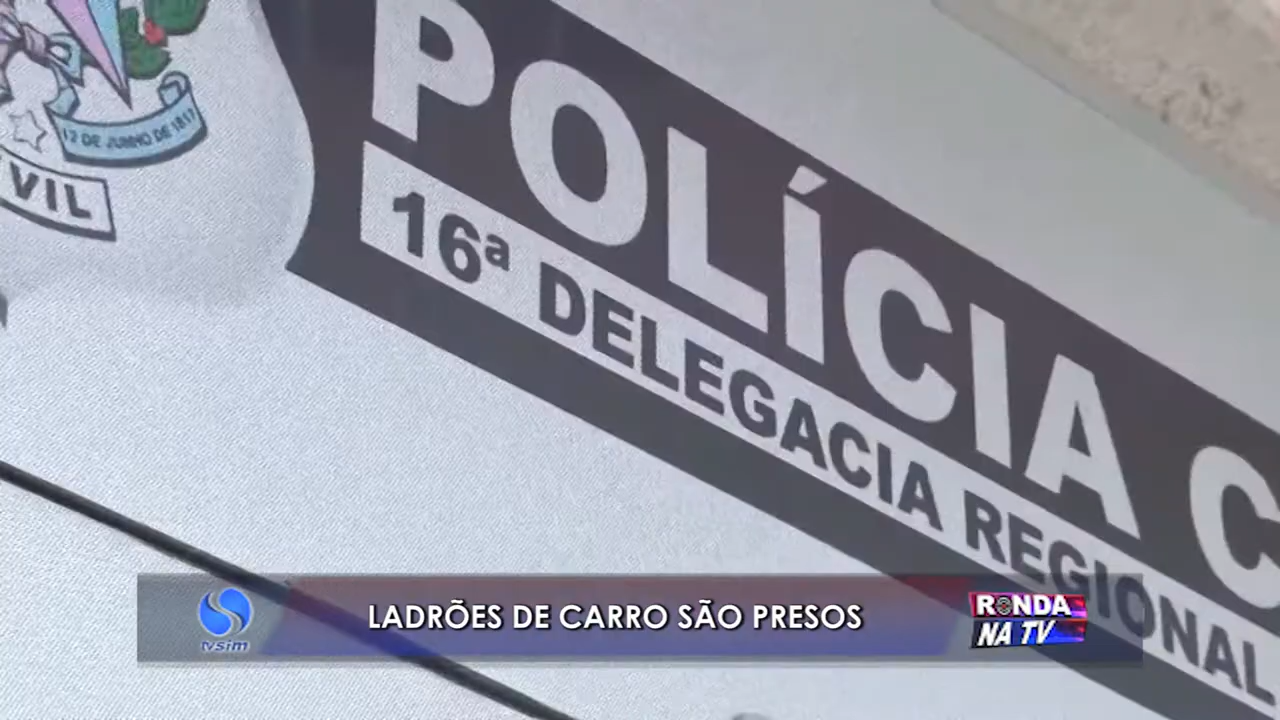 POLÍCIA C
16ª DELEGACIA REGIONAL
12 DE JUNHO DE 1817
VIL
LADRÕES DE CARRO SÃO PRESOS
tvsim
RONDA
NA TV